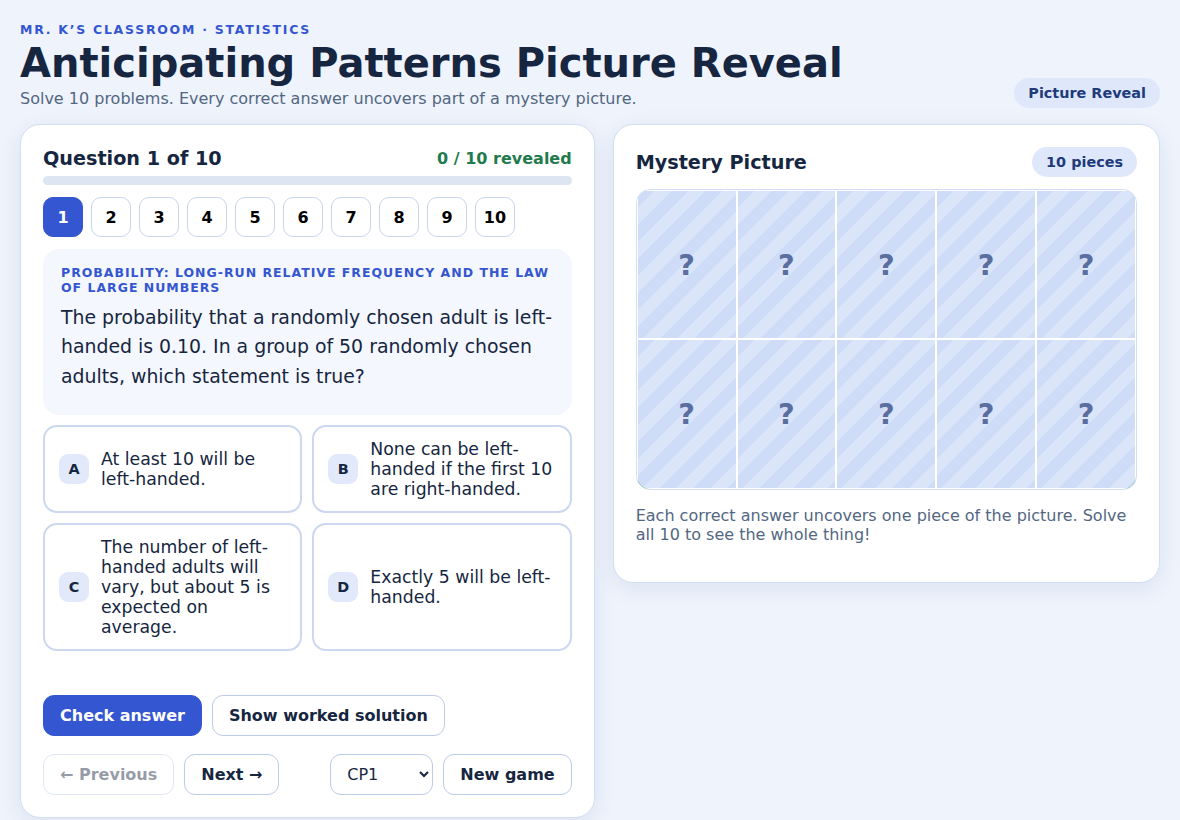 MR. K’S CLASSROOM · STATISTICS
Anticipating Patterns Picture Reveal
Solve 10 problems. Every correct answer uncovers part of a mystery picture.
Picture Reveal
Question 1 of 10
0 / 10 revealed
1 2 3 4 5 6 7 8 9 10
PROBABILITY: LONG-RUN RELATIVE FREQUENCY AND THE LAW
OF LARGE NUMBERS
The probability that a randomly chosen adult is left-
handed is 0.10. In a group of 50 randomly chosen
adults, which statement is true?
A
At least 10 will be
left-handed.
B
None can be left-
handed if the first 10
are right-handed.
C
The number of left-
handed adults will
vary, but about 5 is
expected on
average.
D
Exactly 5 will be left-
handed.
Check answer
Show worked solution
← Previous
Next →
CP1
New game
Mystery Picture
10 pieces
? ? ? ? ?
? ? ? ? ?
Each correct answer uncovers one piece of the picture. Solve
all 10 to see the whole thing!